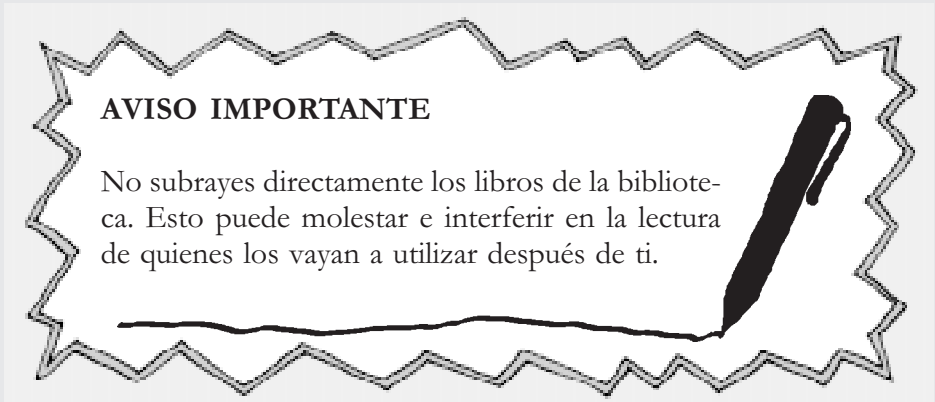 AVISO IMPORTANTE
No subrayes directamente los libros de la bibliote-
ca. Esto puede molestar e interferir en la lectura
de quienes los vayan a utilizar después de ti.